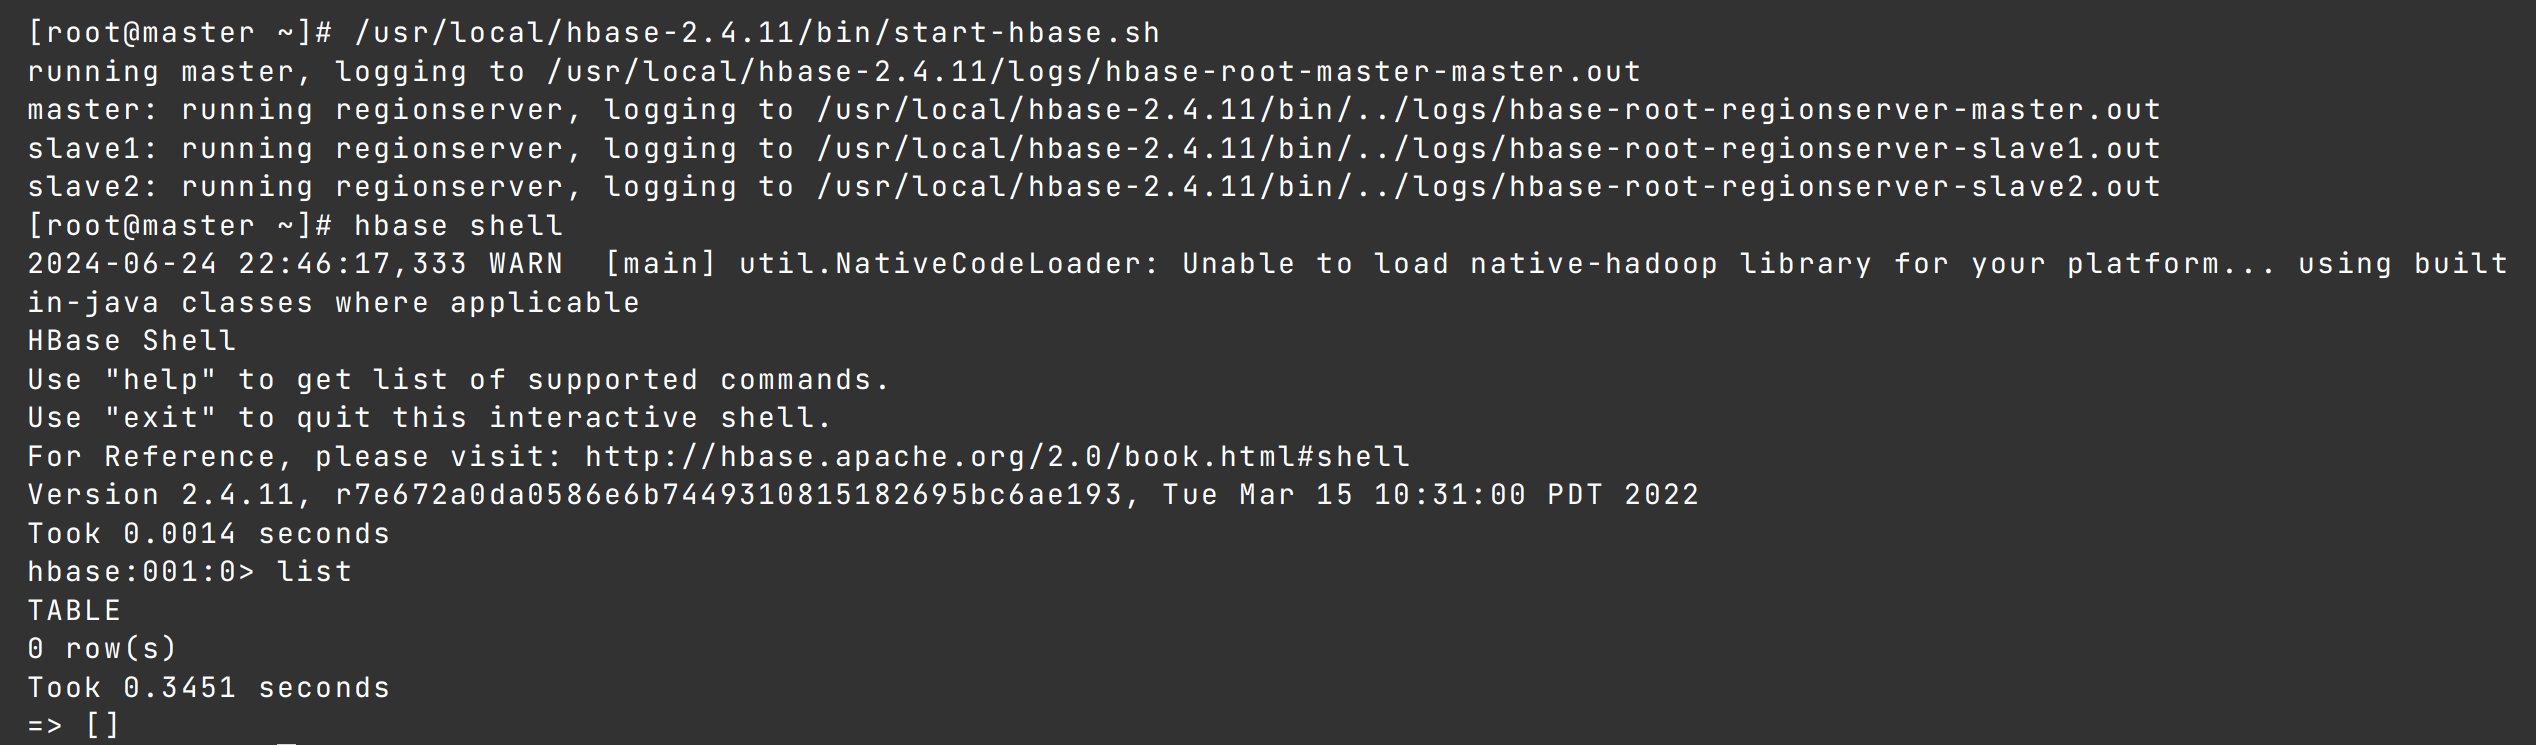 [root@master ~]# /usr/local/hbase-2.4.11/bin/start-hbase.sh
running master, logging to /usr/local/hbase-2.4.11/logs/hbase-root-master-master.out
master: running regionserver, logging to /usr/local/hbase-2.4.11/bin/../logs/hbase-root-regionserver-master.out
slave1: running regionserver, logging to /usr/local/hbase-2.4.11/bin/../logs/hbase-root-regionserver-slave1.out
slave2: running regionserver, logging to /usr/local/hbase-2.4.11/bin/../logs/hbase-root-regionserver-slave2.out
[root@master ~]# hbase shell
2024-06-24 22:46:17,333 WARN  [main] util.NativeCodeLoader: Unable to load native-hadoop library for your platform... using built
in-java classes where applicable
HBase Shell
Use "help" to get list of supported commands.
Use "exit" to quit this interactive shell.
For Reference, please visit: http://hbase.apache.org/2.0/book.html#shell
Version 2.4.11, r7e672a0da0586e6b7449310815182695bc6ae193, Tue Mar 15 10:31:00 PDT 2022
Took 0.0014 seconds
hbase:001:0> list
TABLE
0 row(s)
Took 0.3451 seconds
=> []